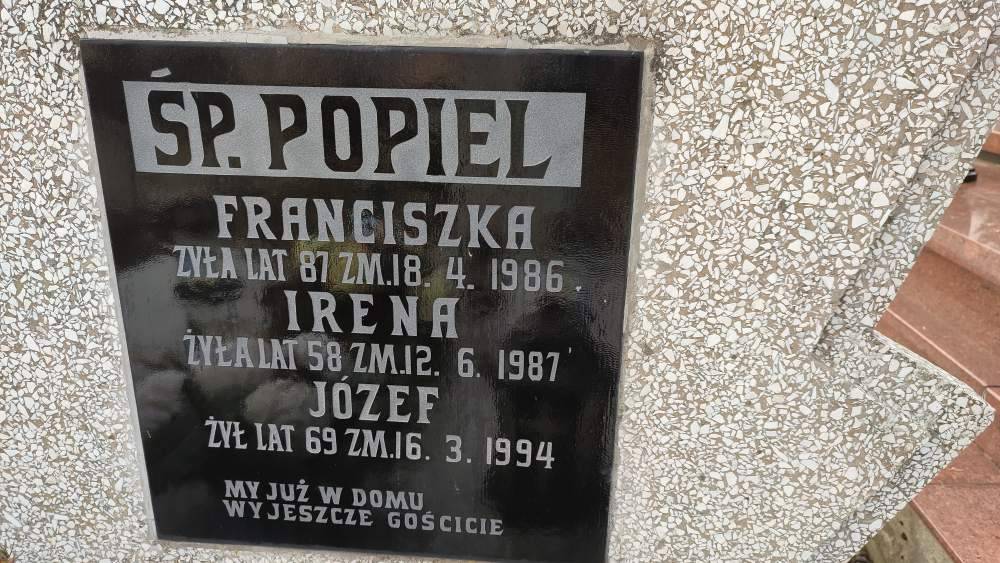 ŚP. POPIEL
FRANCISZKA
ŻYŁA LAT 87 ZM.18. 4. 1986.
IRENA
ŻYŁA LAT 58 ZM.12. 6. 1987
JÓZEF
ŻYŁ LAT 69 ZM.16. 3. 1994
MY JUŻ W DOMU
WY JESZCZE GOŚCICIE